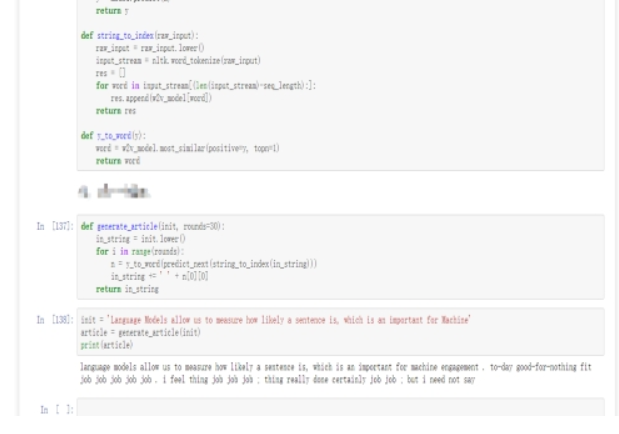 return y
def string_to_index(raw_input):
raw_input = raw_input.lower()
input_stream = nltk.word_tokenize(raw_input)
res = []
for word in input_stream[(len(input_stream)-seq_length):]:
res.append(w2v_model[word])
return res
def y_to_word(y):
word = w2v_model.most_similar(positive=y, topn=1)
return word
In [137]: def generate_article(init, rounds=30):
in_string = init.lower()
for i in range(rounds):
n = y_to_word(predict_next(string_to_index(in_string)))
in_string += ' ' + n[0][0]
return in_string
In [138]: init = 'Language Models allow us to measure how likely a sentence is, which is an important for Machine'
article = generate_article(init)
print(article)
language models allow us to measure how likely a sentence is, which is an important for machine engagement . to-day good-for-nothing fit
job job job job job . i feel thing job job job ; thing really done certainly job job ; but i need not say
In [ ]: